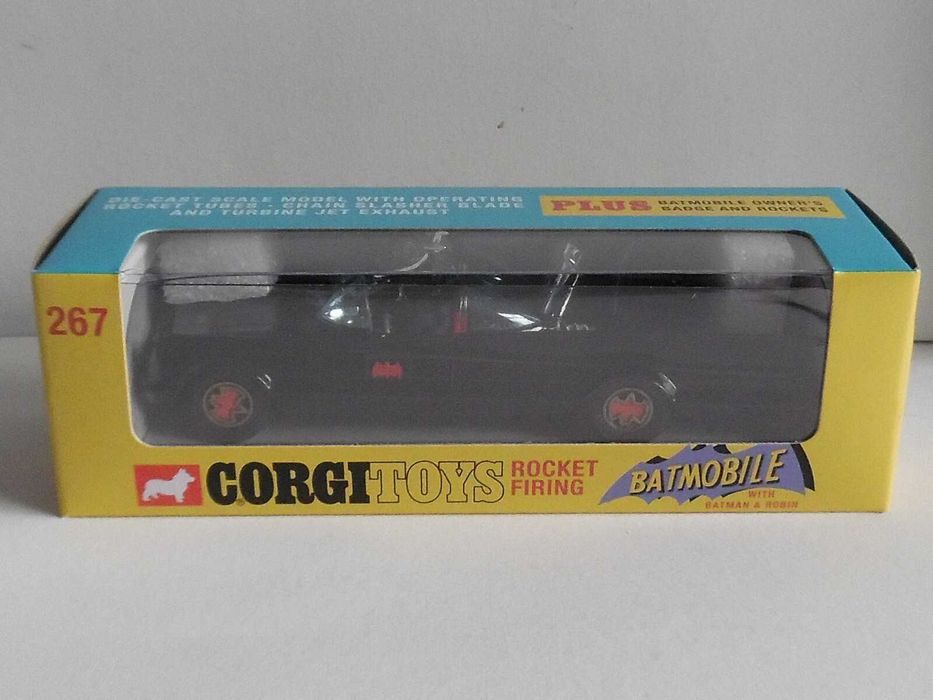 DIE-CAST SCALE MODEL WITH OPERATING
ROCKET TUBES - CHAIN SLASHER BLADE
AND TURBINE JET EXHAUST
PLUS
BATMOBILE OWNER'S
BADGE AND ROCKETS
267
CORGI TOYS
ROCKET
FIRING
BATMOBILE
WITH
BATMAN & ROBIN